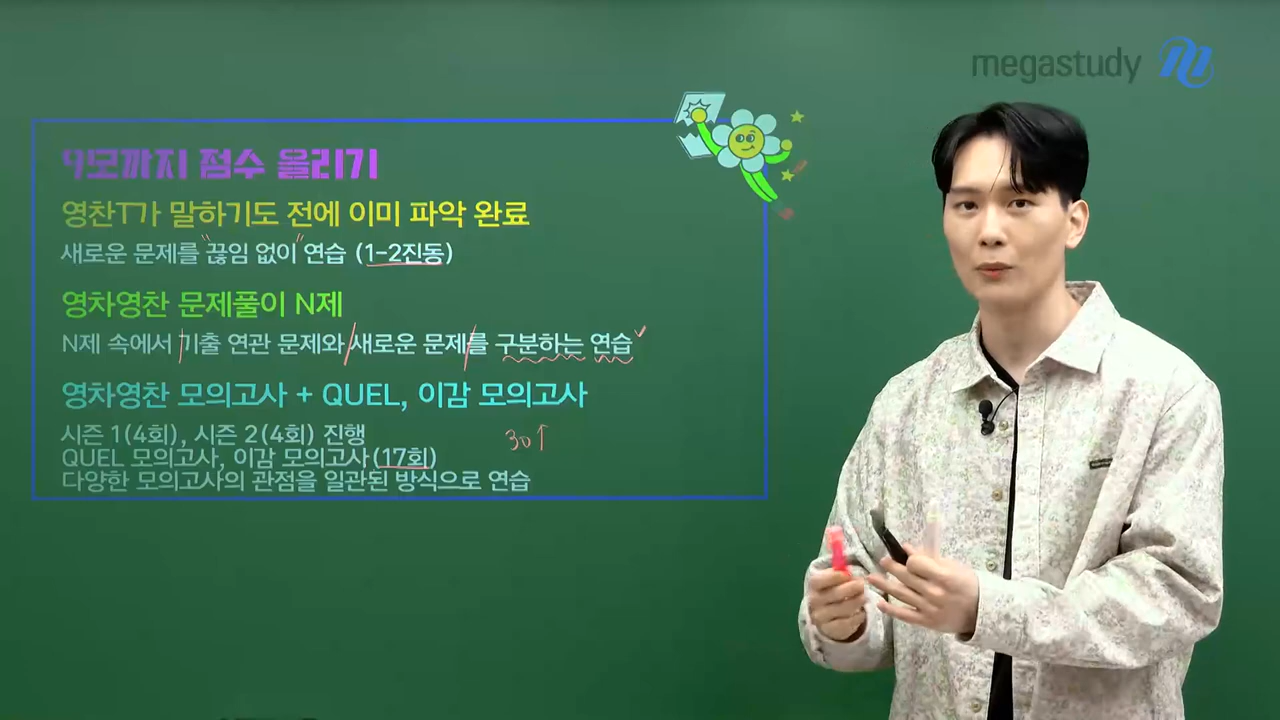 megastudy
9모까지 점수 올리기
영찬T가 말하기도 전에 이미 파악 완료
새로운 문제를 "끊임 없이" 연습 (1-2진동)
영차영찬 문제풀이 N제
N제 속에서 기출 연관 문제와 새로운 문제를 구분하는 연습
영차영찬 모의고사 + QUEL, 이감 모의고사
시즌 1(4회), 시즌 2(4회) 진행
30↑
QUEL 모의고사, 이감 모의고사(17회)
다양한 모의고사의 관점을 일관된 방식으로 연습